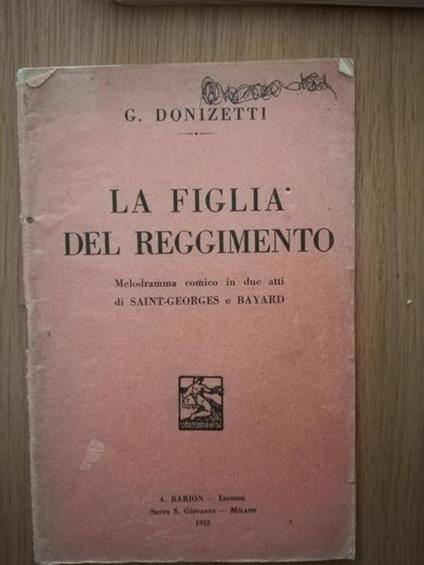 G. DONIZETTI
LA FIGLIA
DEL REGGIMENTO
Melodramma comico in due atti
di SAINT-GEORGES e BAYARD
A. BARION — Editore
Sesto S. Giovanni — Milano
1932